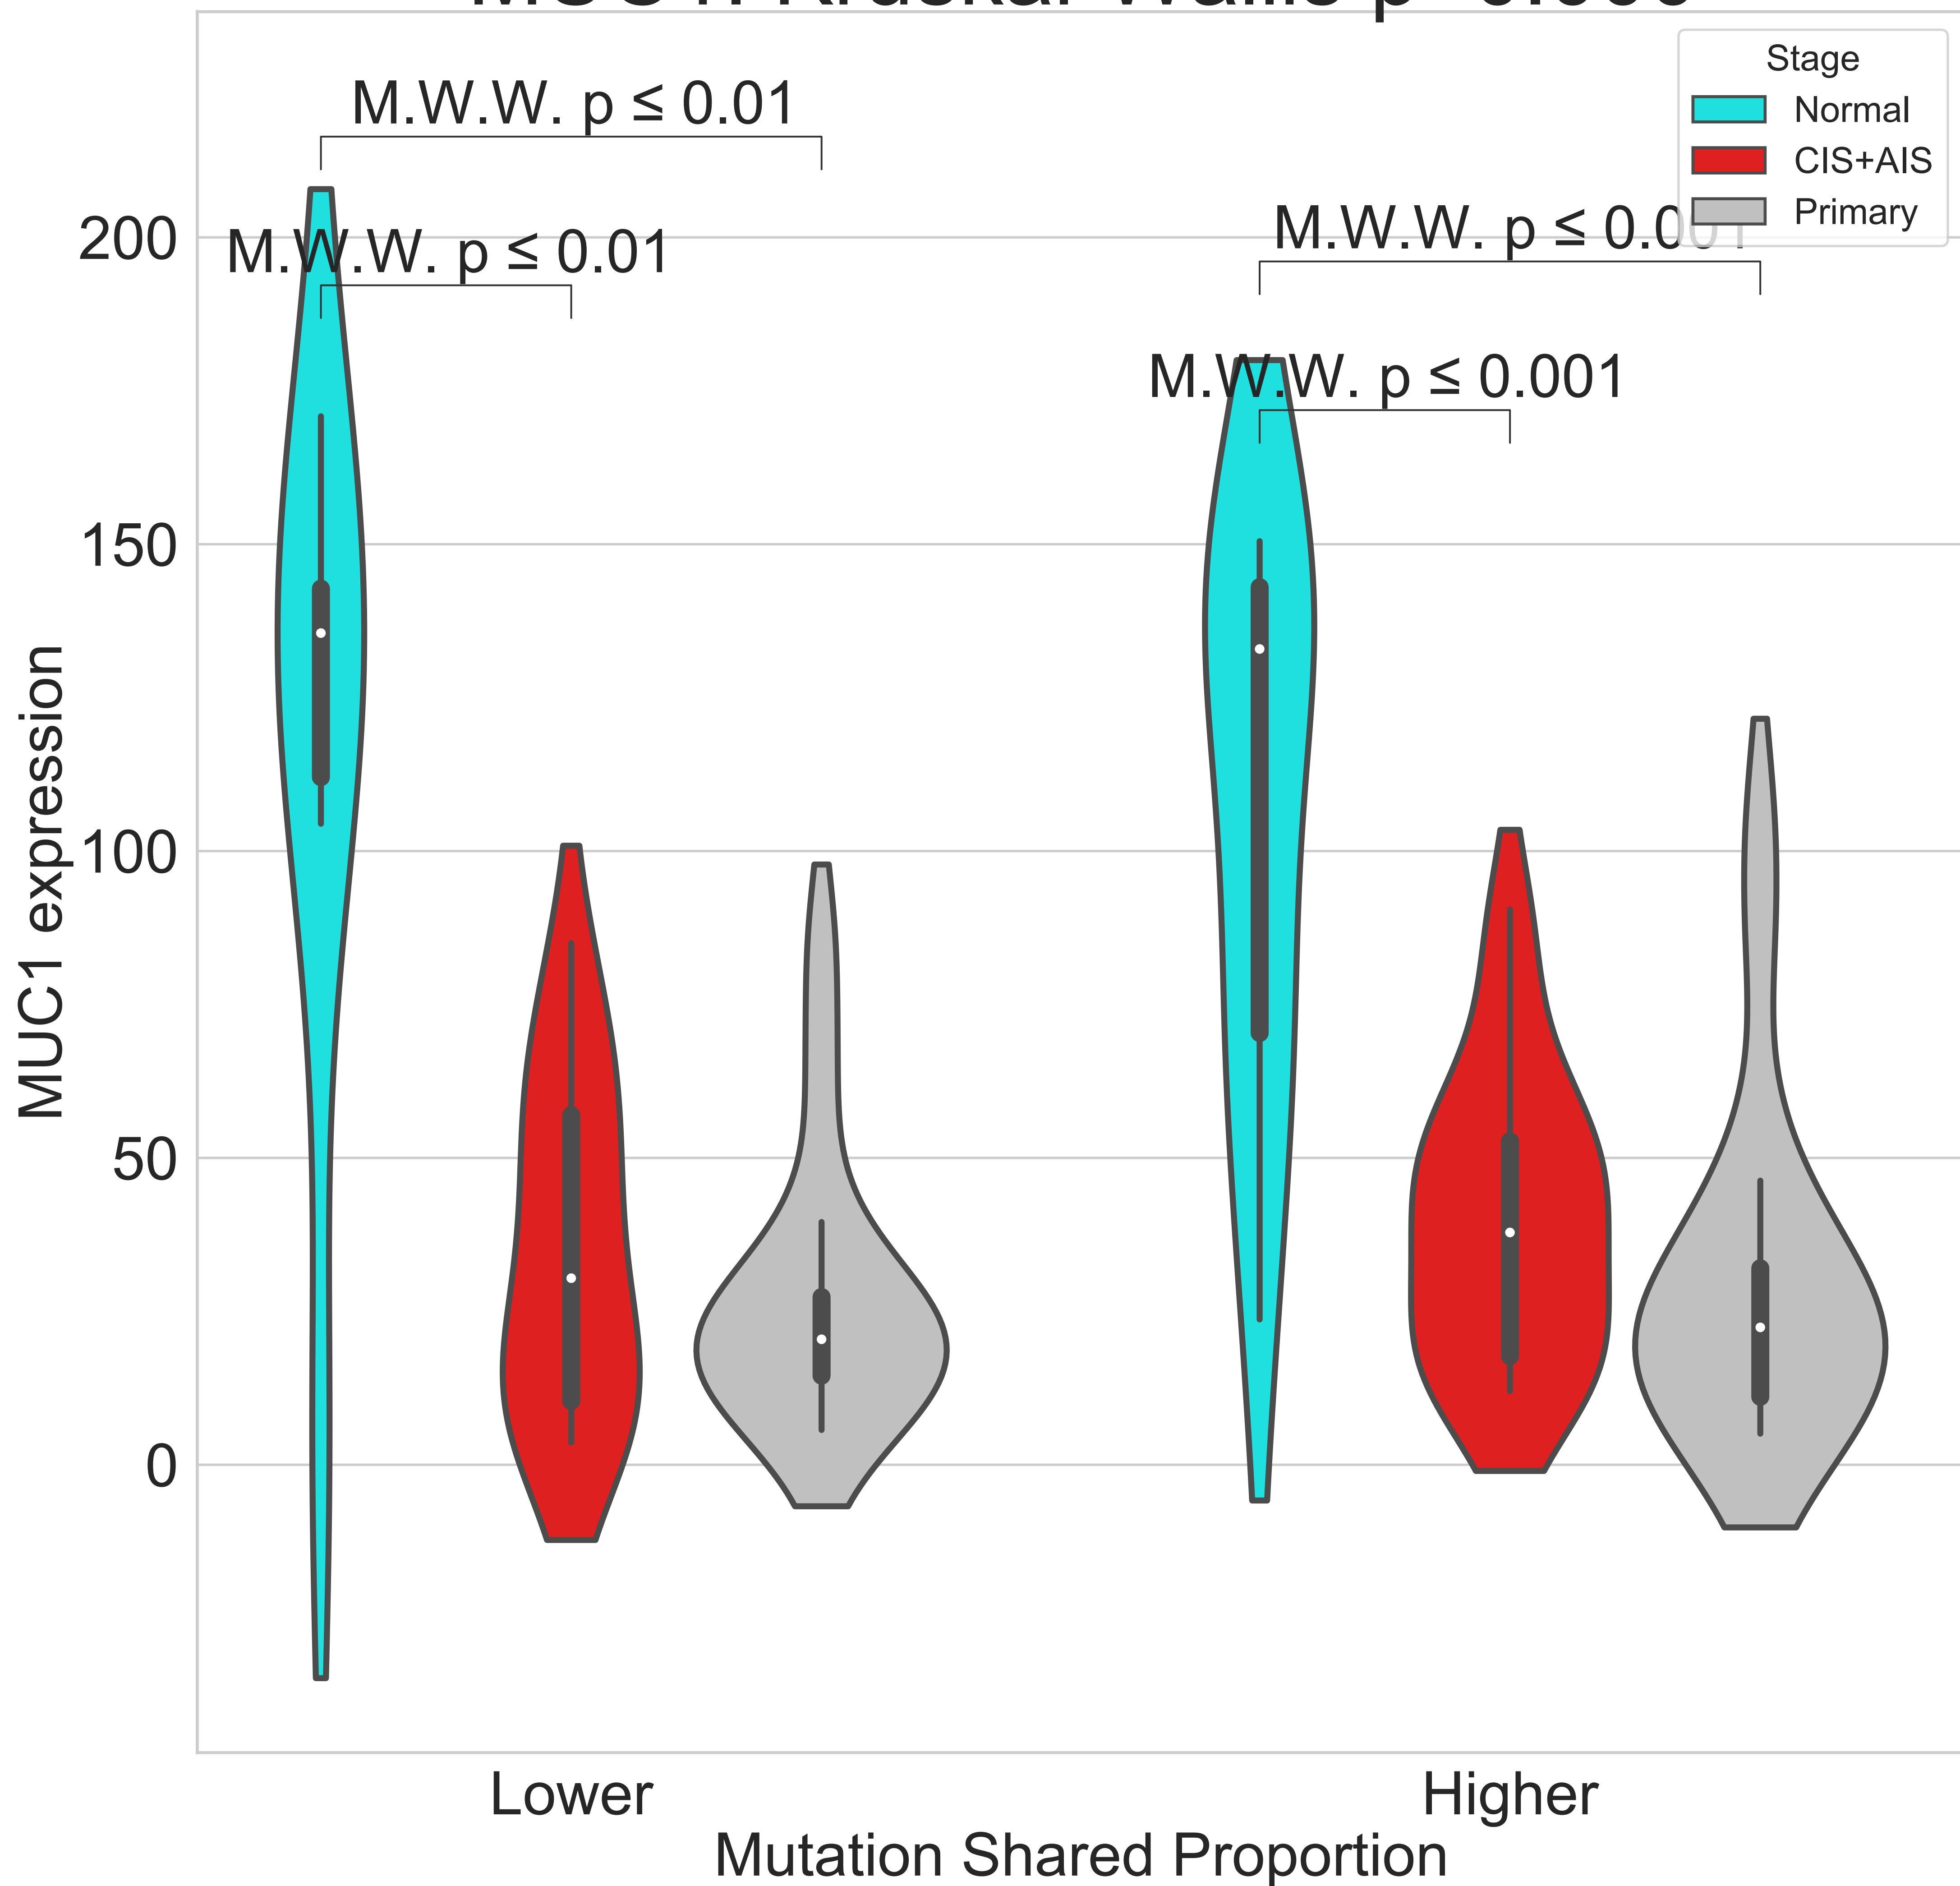 Stage
Normal
CIS+AIS
Primary
M.W.W. p ≤ 0.01
M.W.W. p ≤ 0.01
M.W.W. p ≤ 0.001
M.W.W. p ≤ 0.001
200
150
100
50
0
MUC1 expression
Lower
Higher
Mutation Shared Proportion